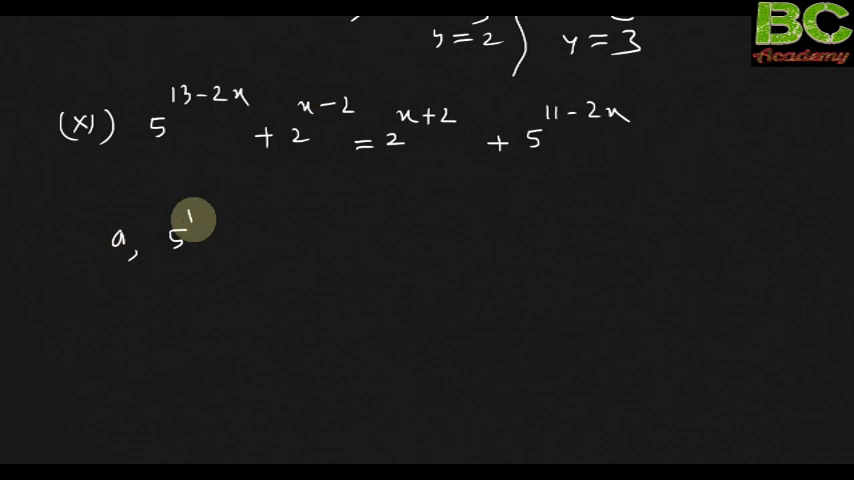 y = 2 ) y = 3
BC
Academy
(XI) 5^{13-2x} + 2^{x-2} = 2^{x+2} + 5^{11-2x}
a, 5^1